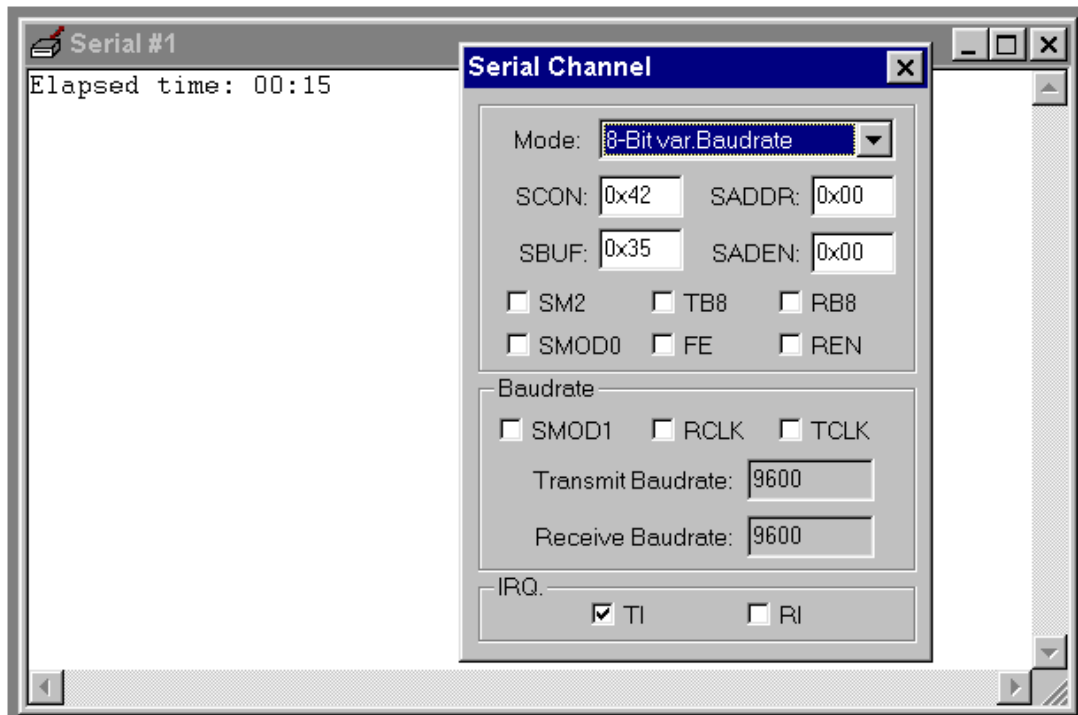 Serial #1
Elapsed time: 00:15
Serial Channel
Mode: 8-Bit var.Baudrate
SCON: 0x42 SADDR: 0x00
SBUF: 0x35 SADEN: 0x00
SM2 TB8 RB8
SMOD0 FE REN
Baudrate
SMOD1 RCLK TCLK
Transmit Baudrate: 9600
Receive Baudrate: 9600
IRQ.
TI RI